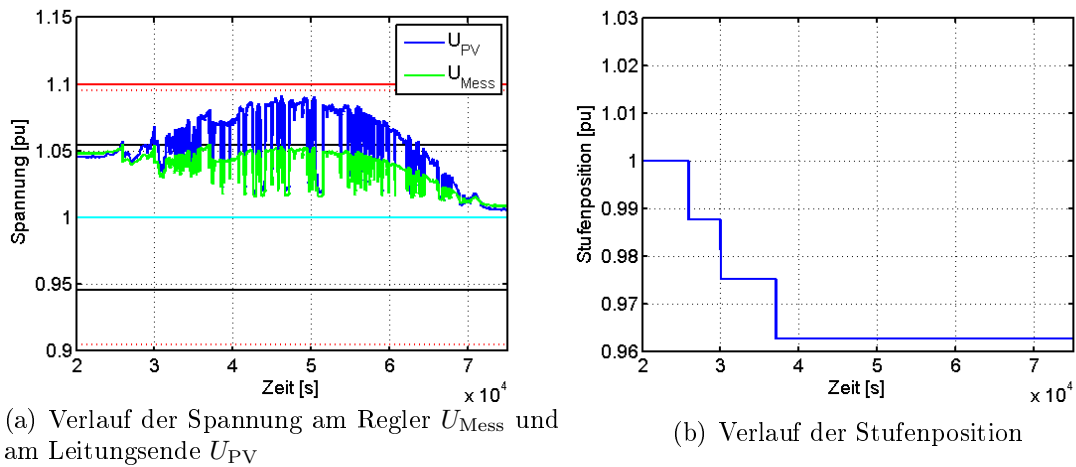 1.15
1.1
1.05
1
0.95
0.9
Spannung [pu]
U_PV
U_Mess
2 3 4 5 6 7
Zeit [s]
x 10^4
(a) Verlauf der Spannung am Regler U_Mess und
am Leitungsende U_PV
1.03
1.02
1.01
1
0.99
0.98
0.97
0.96
Stufenposition [pu]
2 3 4 5 6 7
Zeit [s]
x 10^4
(b) Verlauf der Stufenposition